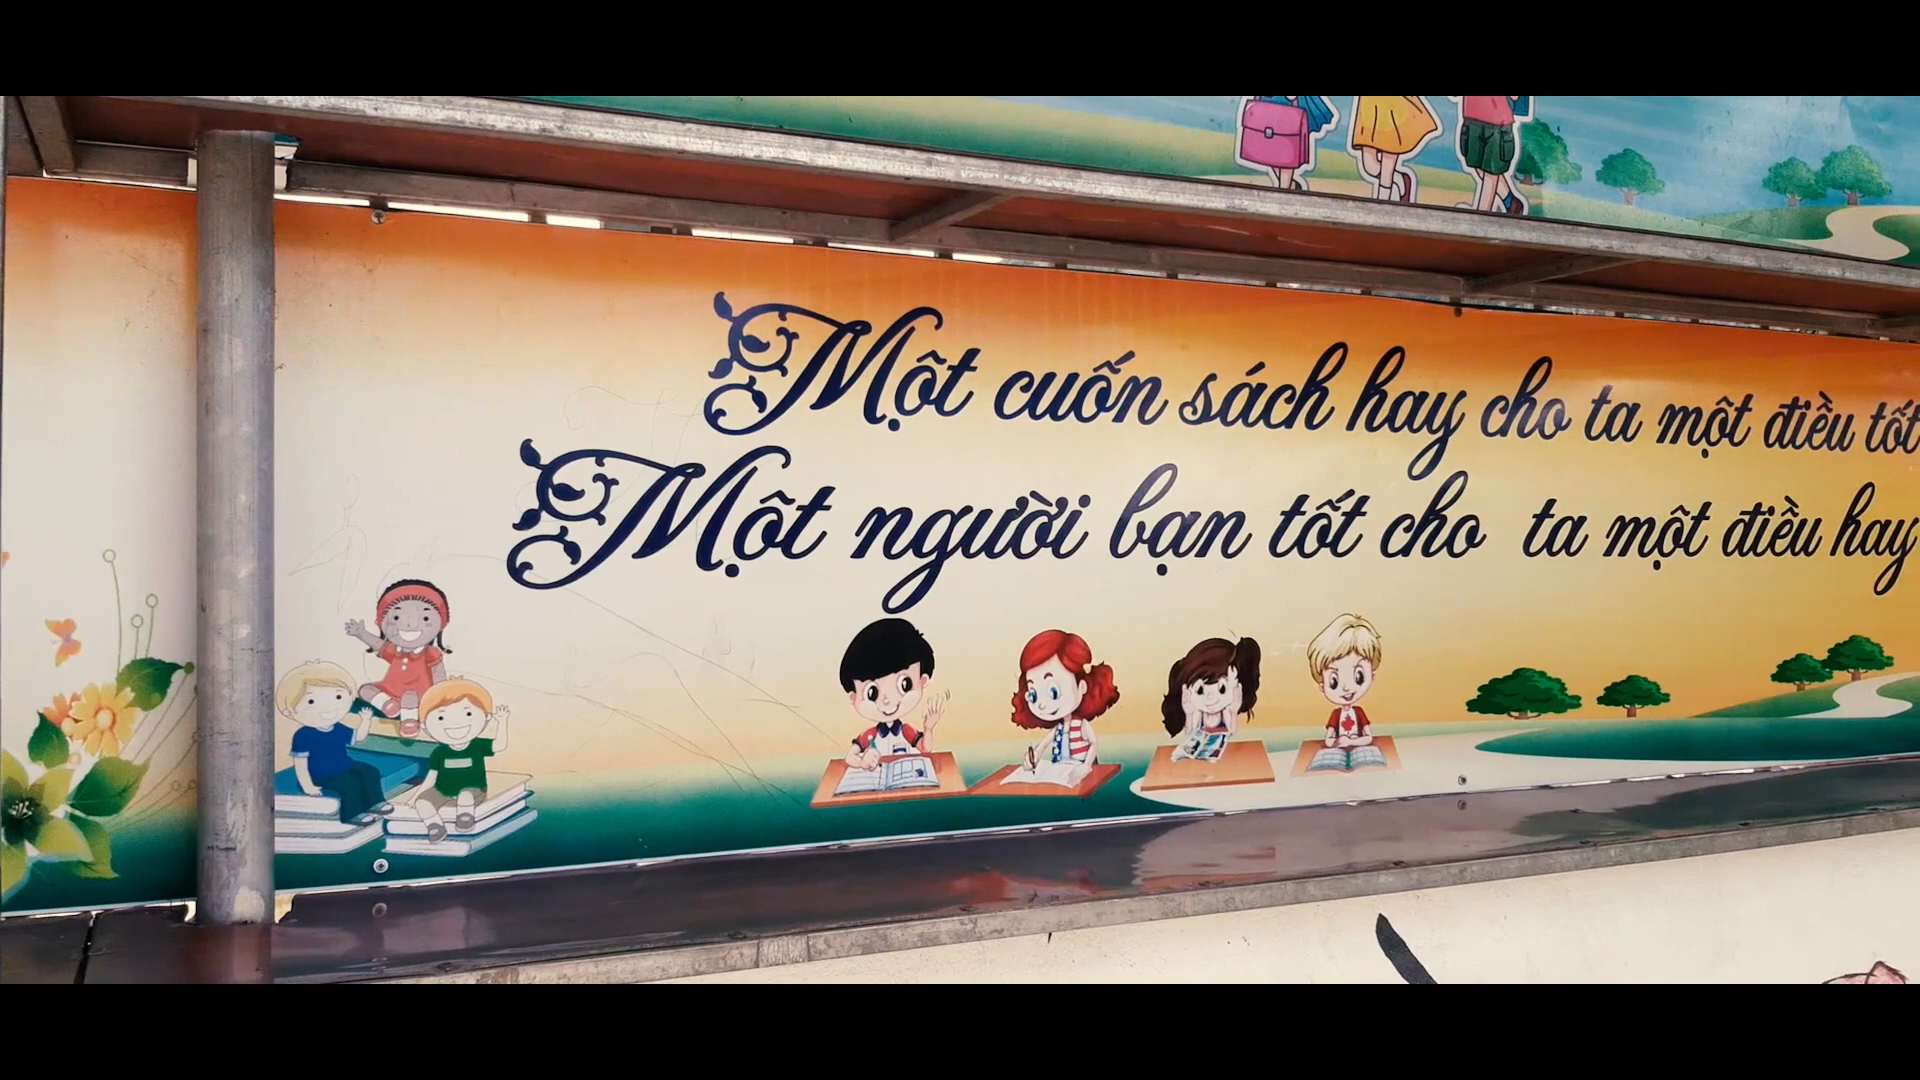 Một cuốn sách hay cho ta một điều tốt
Một người bạn tốt cho ta một điều hay